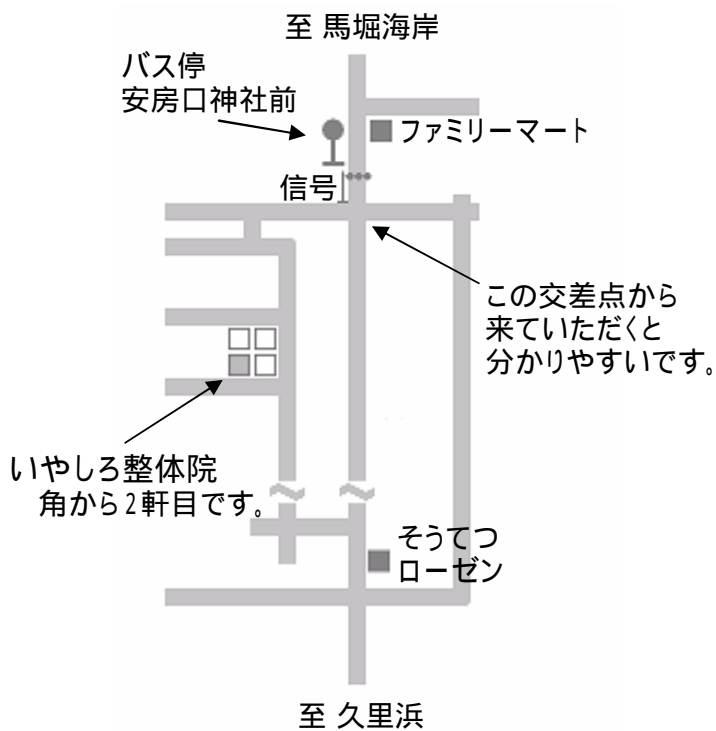 至 馬堀海岸
バス停
安房口神社前
ファミリーマート
信号
この交差点から
来ていただくと
分かりやすいです。
いやしろ整体院
角から2軒目です。
そうてつ
ローゼン
至 久里浜